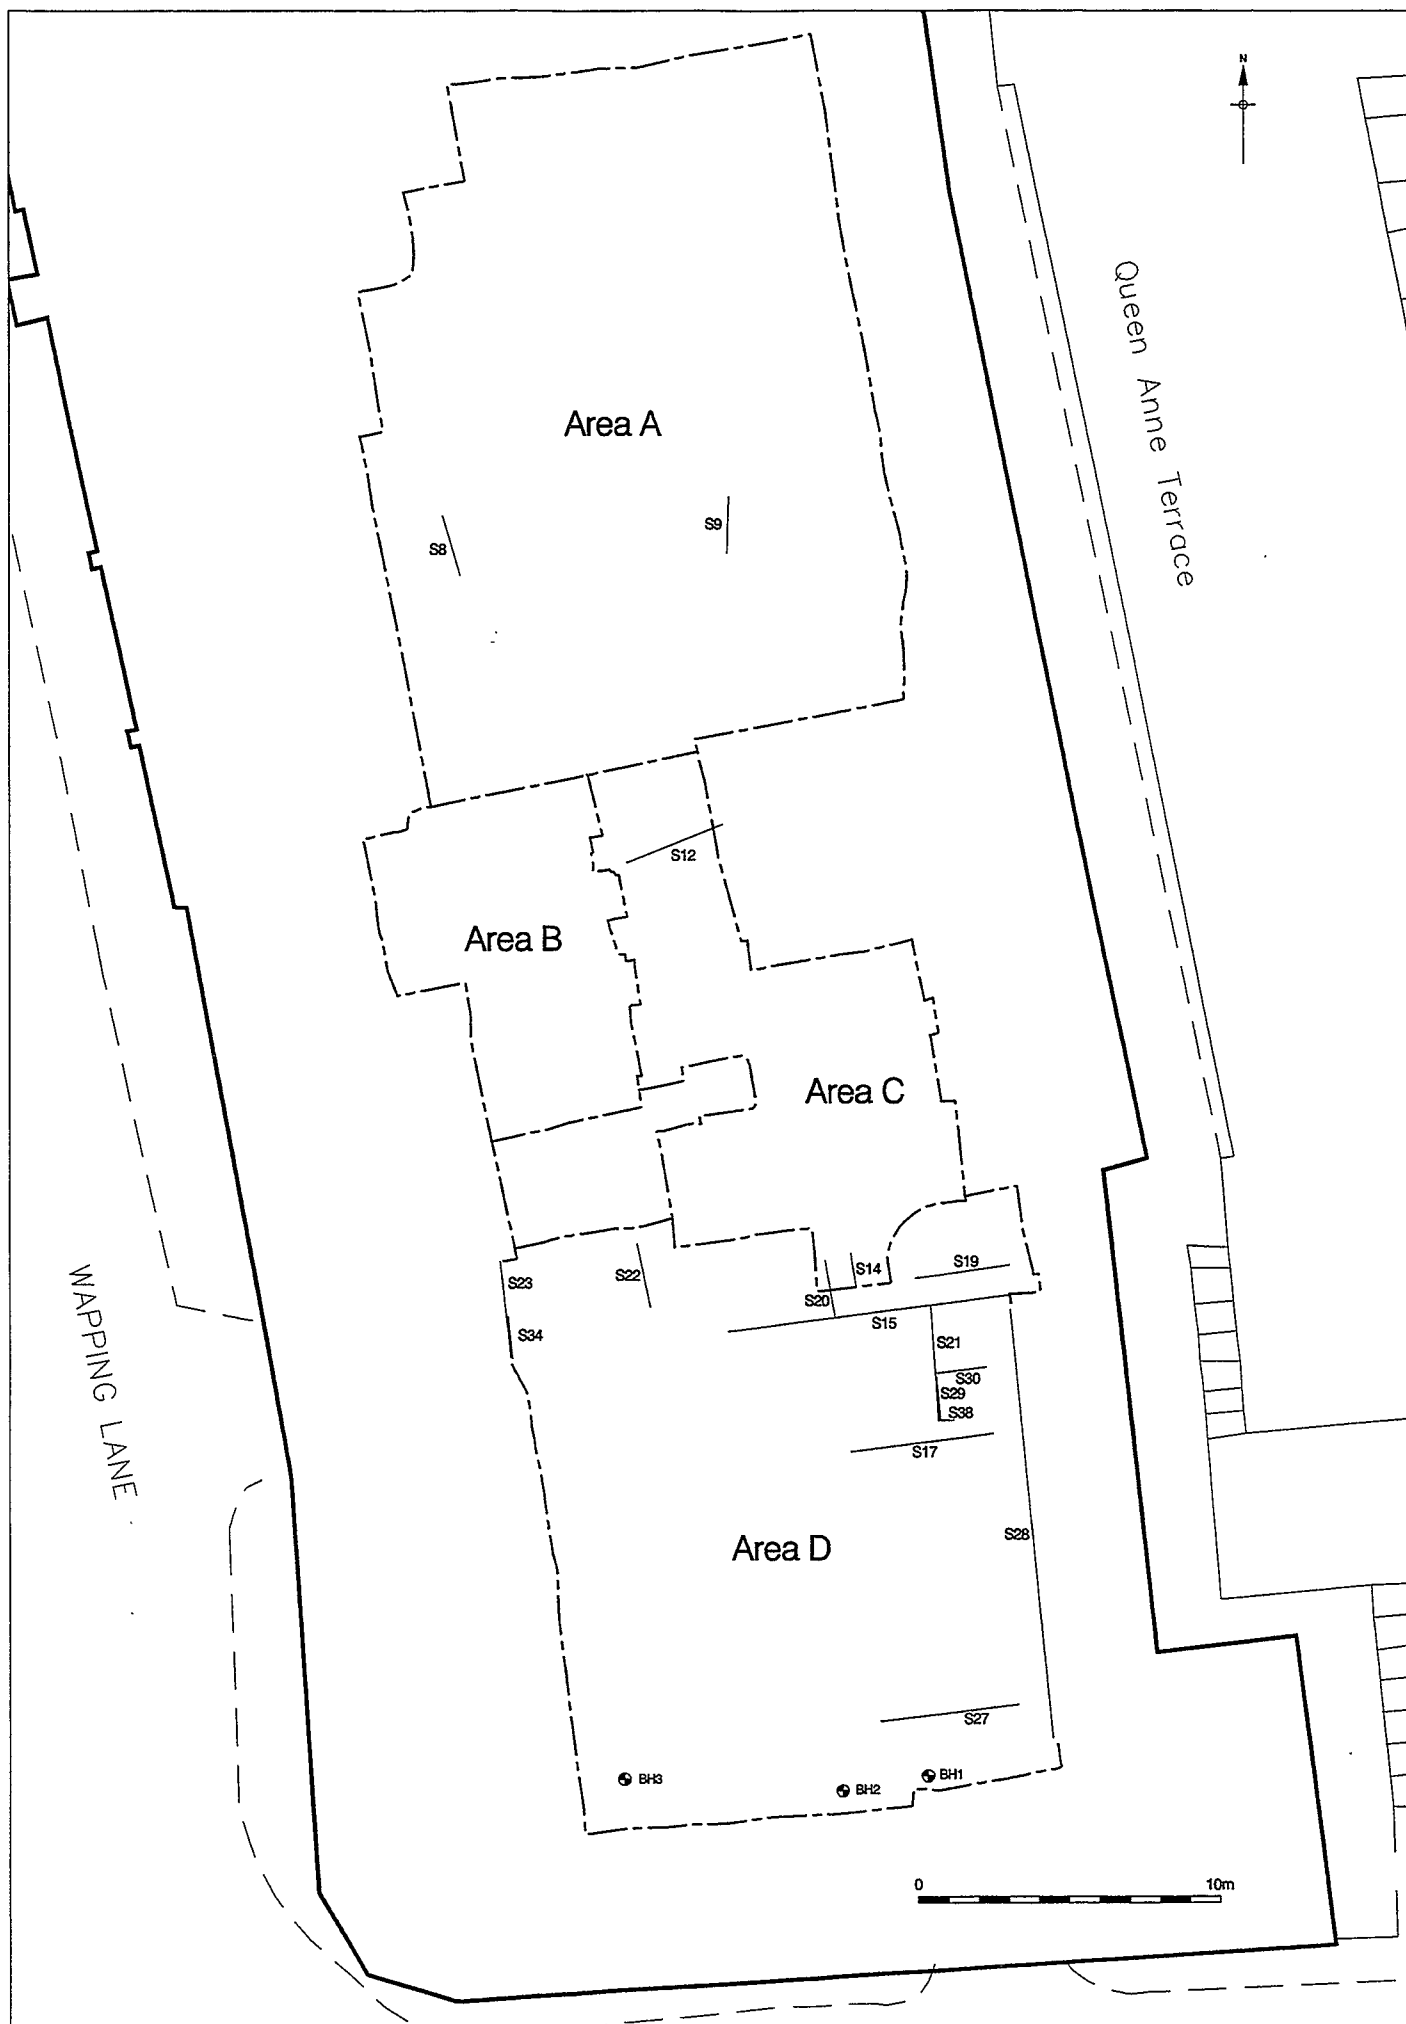 N
Queen Anne Terrace
Area A
S9
S8
S12
Area B
Area C
S14
S19
S22
S23
S20
S15
S34
S21
S30
S29
S38
S17
WAPPING LANE
S28
Area D
S27
BH3
BH2
BH1
0 10m